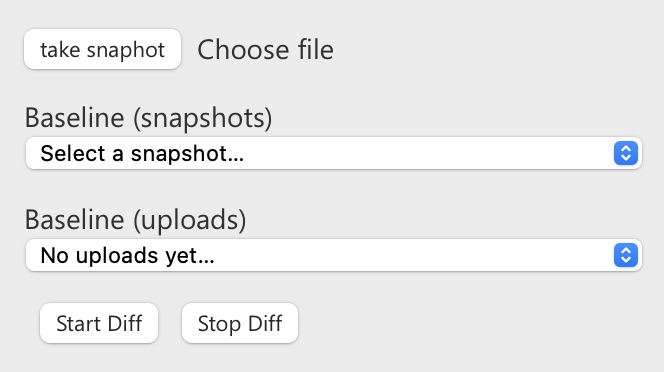 take snaphot Choose file
Baseline (snapshots)
Select a snapshot...
Baseline (uploads)
No uploads yet...
Start Diff Stop Diff